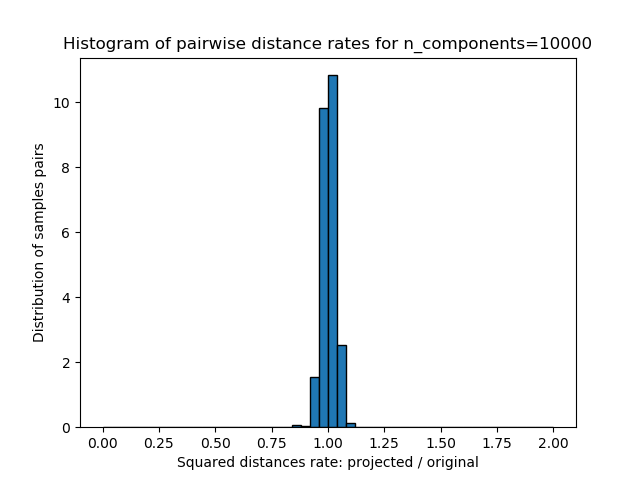 Histogram of pairwise distance rates for n_components=10000
Distribution of samples pairs
10
8
6
4
2
0
0.00 0.25 0.50 0.75 1.00 1.25 1.50 1.75 2.00
Squared distances rate: projected / original